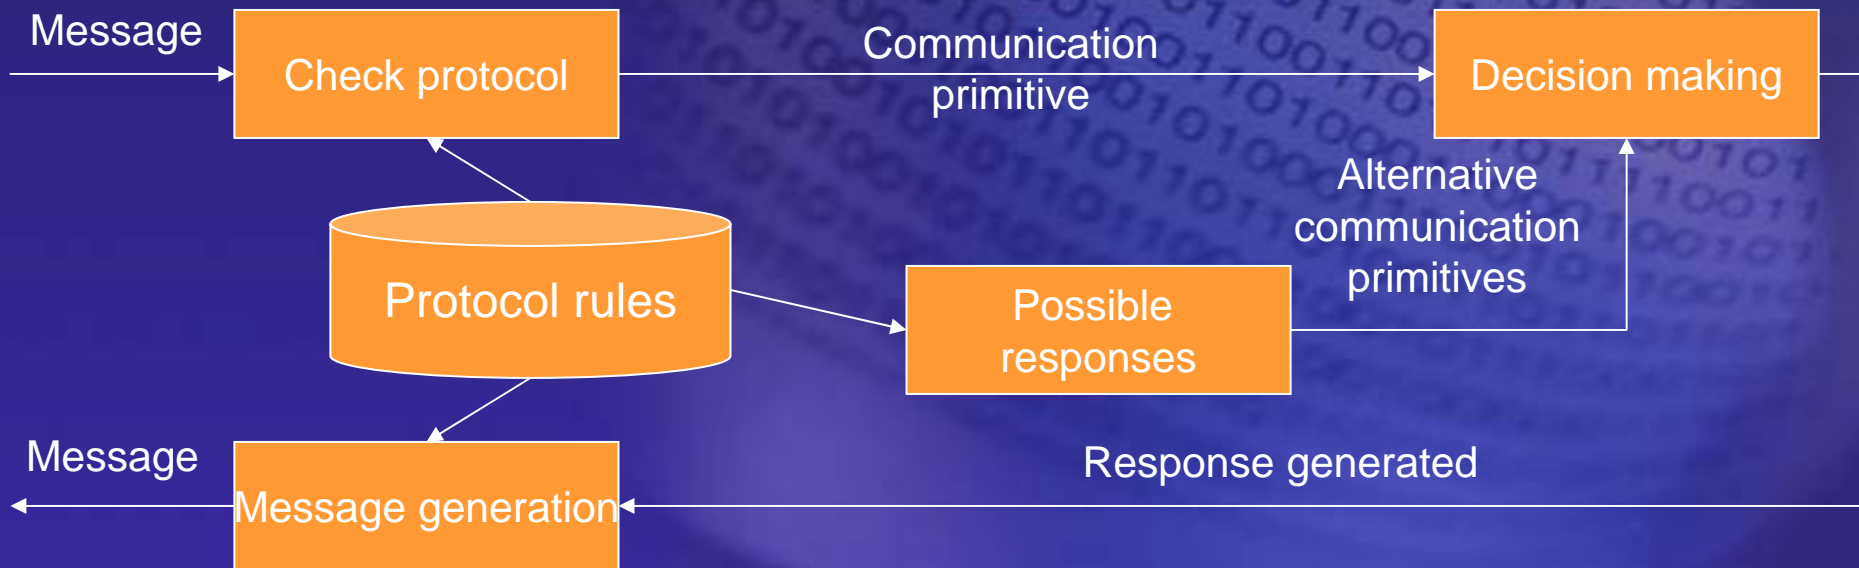 Message
Check protocol
Communication
primitive
Decision making
Alternative
communication
primitives
Protocol rules
Possible
responses
Message
Message generation
Response generated